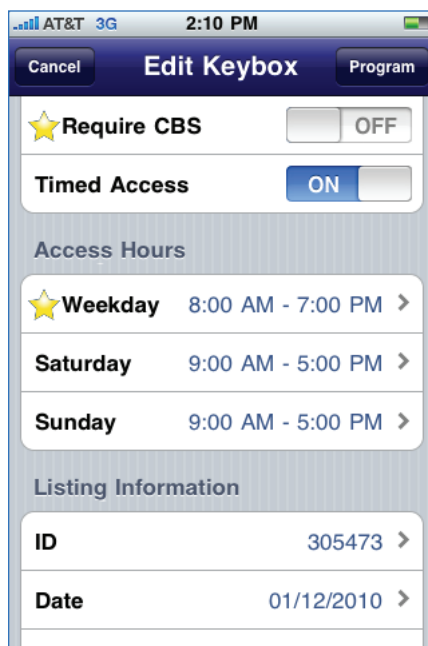 AT&T 3G 2:10 PM
Cancel Edit Keybox Program
Require CBS OFF
Timed Access ON
Access Hours
Weekday 8:00 AM - 7:00 PM
Saturday 9:00 AM - 5:00 PM
Sunday 9:00 AM - 5:00 PM
Listing Information
ID 305473
Date 01/12/2010